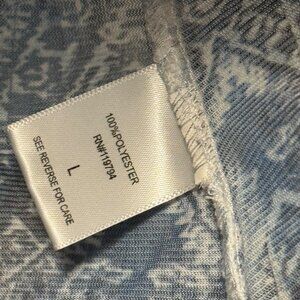 100%POLYESTER
RN#119794
L
SEE REVERSE FOR CARE